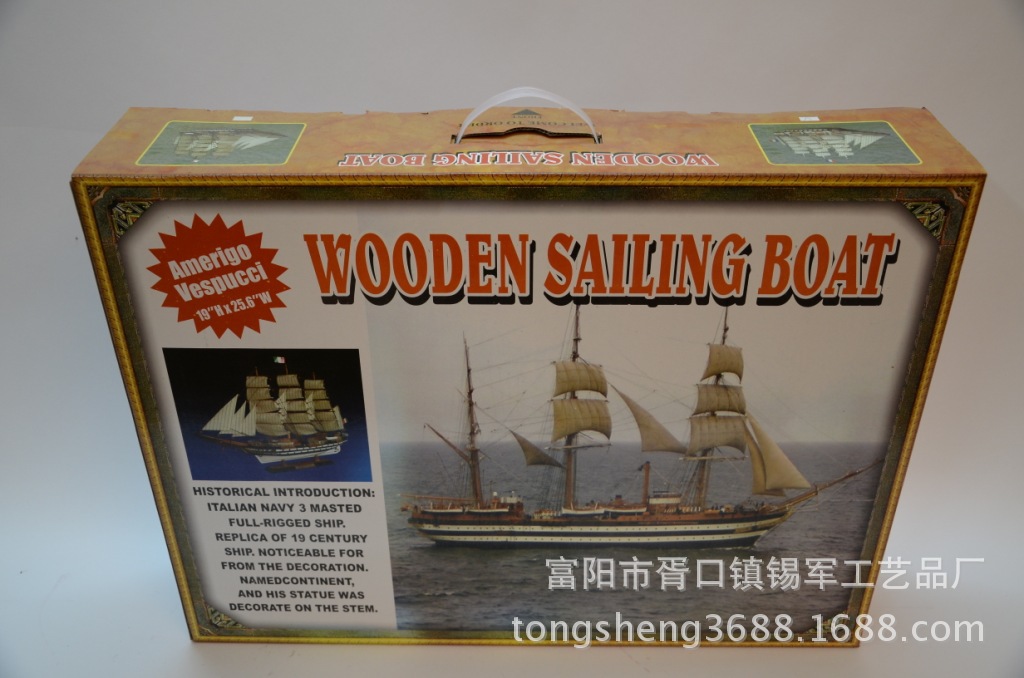 WOODEN SAILING BOAT
WOODEN SAILING BOAT
Amerigo
Vespucci
19"H x 25.6"W
HISTORICAL INTRODUCTION:
ITALIAN NAVY 3 MASTED
FULL-RIGGED SHIP.
REPLICA OF 19 CENTURY
SHIP. NOTICEABLE FOR
FROM THE DECORATION.
NAMEDCONTINENT,
AND HIS STATUE WAS
DECORATE ON THE STEM.
富阳市胥口镇锡军工艺品厂
tongsheng3688.1688.com